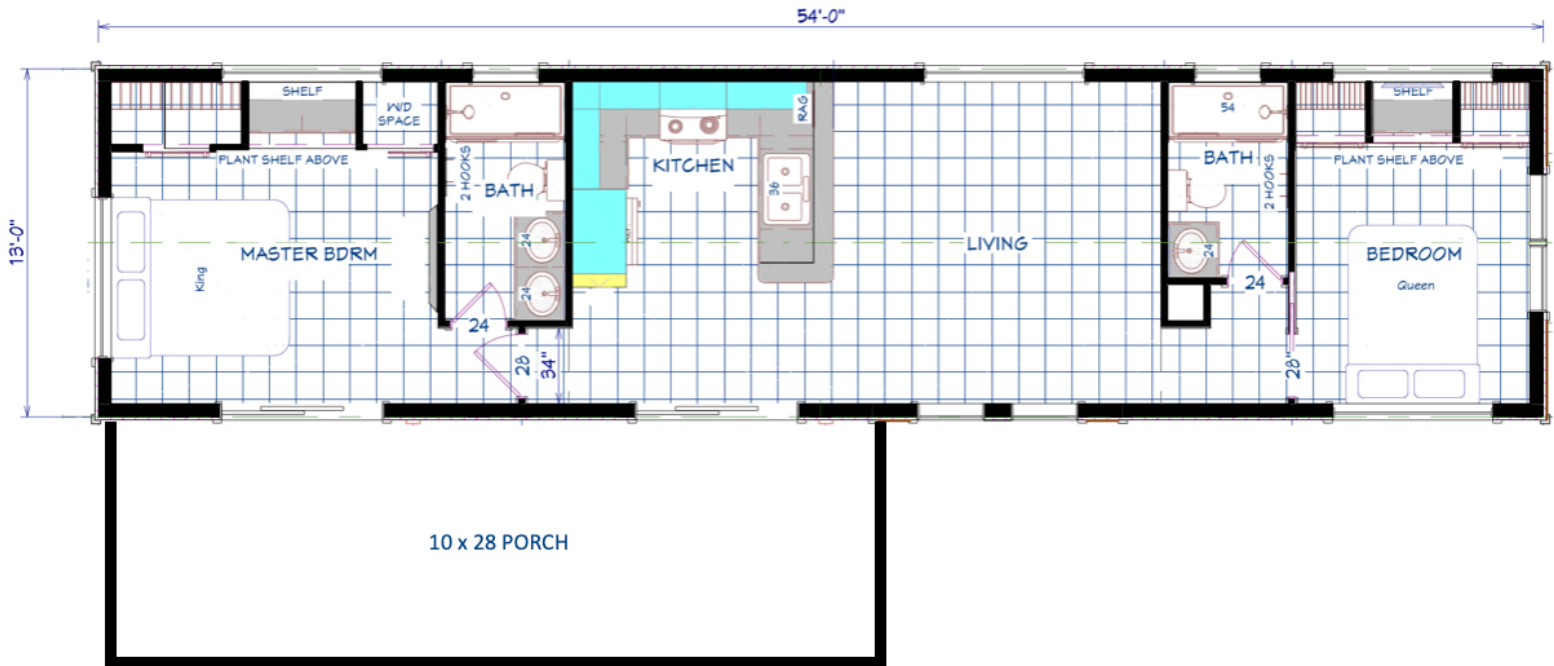 54'-0"
13'-0"
SHELF
W/D
SPACE
PLANT SHELF ABOVE
2 HOOKS
BATH
24
24
24
28
34"
MASTER BDRM
King
KITCHEN
RAG
36
LIVING
54
BATH
2 HOOKS
24
24
28"
SHELF
PLANT SHELF ABOVE
BEDROOM
Queen
10 x 28 PORCH